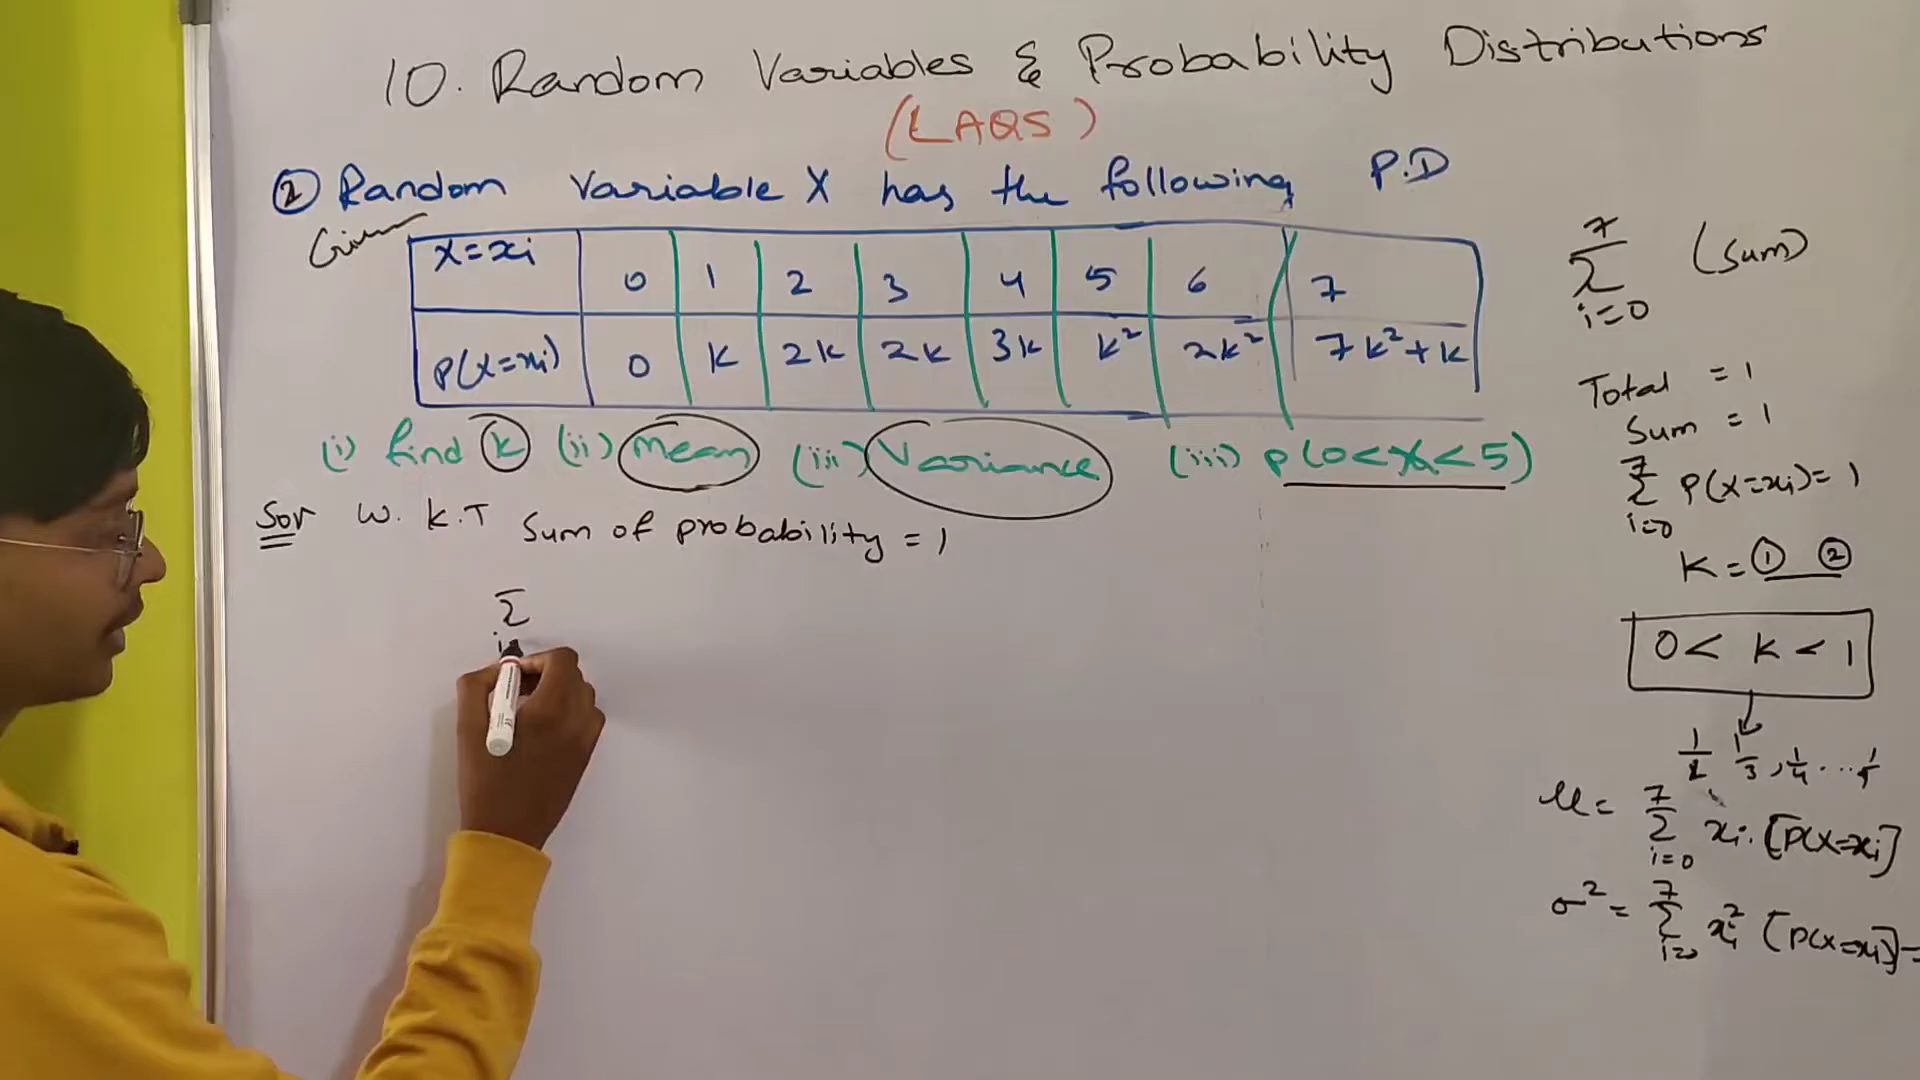 10. Random Variables & Probability Distributions
(LAQS)
② Random variable X has the following P.D
Given
X=xi 0 1 2 3 4 5 6 7
P(X=xi) 0 k 2k 2k 3k k² 2k² 7k²+k
(i) find k (ii) Mean (iii) Variance (iii) P(0<X<5)
Sol W.K.T Sum of probability = 1
Σ
7
Σ (Sum)
i=0
Total = 1
Sum = 1
7
Σ P(X=xi)=1
i=0
K = ① ②
0 < K < 1
1/2 1/3, 1/4 ...
μ = 7 Σ i=0 xi. [P(X=xi]
σ² = 7 Σ i=0 xi² [P(X=xi)] -